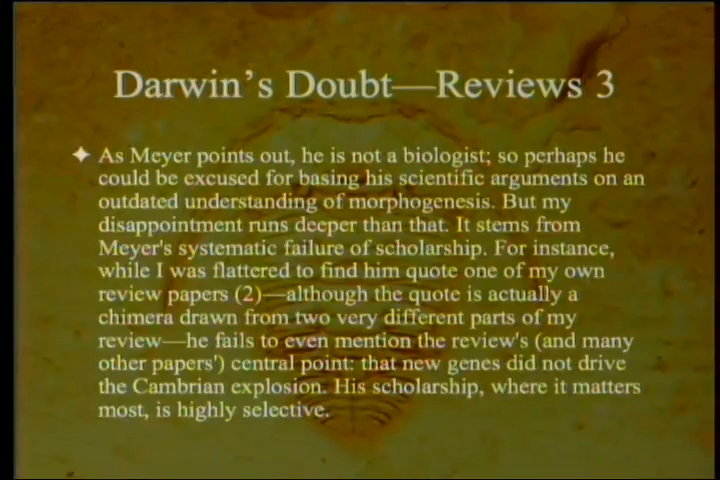 Darwin's Doubt—Reviews 3
As Meyer points out, he is not a biologist; so perhaps he
could be excused for basing his scientific arguments on an
outdated understanding of morphogenesis. But my
disappointment runs deeper than that. It stems from
Meyer's systematic failure of scholarship. For instance,
while I was flattered to find him quote one of my own
review papers (2)—although the quote is actually a
chimera drawn from two very different parts of my
review—he fails to even mention the review's (and many
other papers') central point: that new genes did not drive
the Cambrian explosion. His scholarship, where it matters
most, is highly selective.